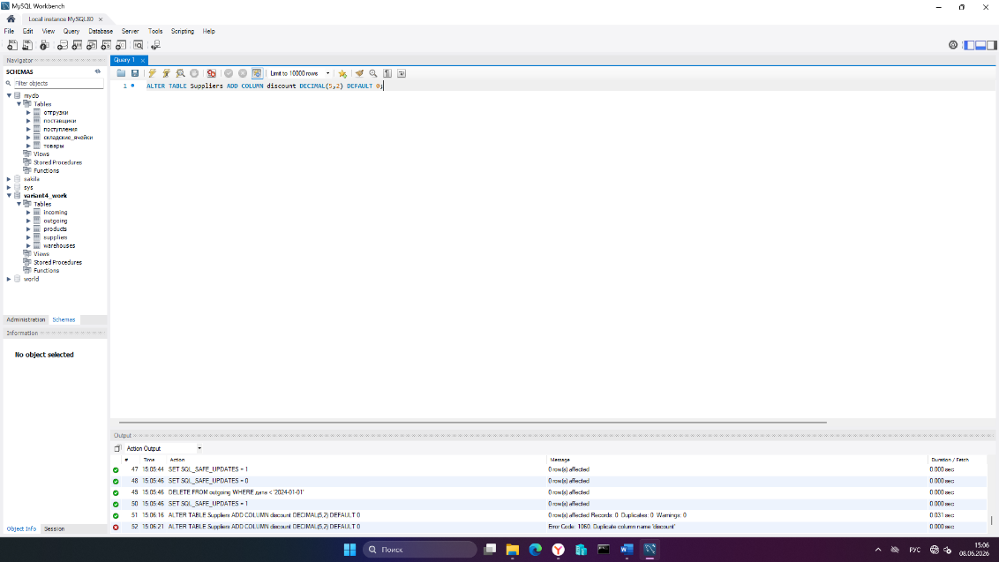 MySQL Workbench
Local instance MySQL80 ×
File Edit View Query Database Server Tools Scripting Help
Navigator
Query 1 ×
SCHEMAS
Limit to 10000 rows
Filter objects
1 ALTER TABLE Suppliers ADD COLUMN discount DECIMAL(5,2) DEFAULT 0;
mydb
Tables
отгрузки
поставщики
поступления
складские_ячейки
товары
Views
Stored Procedures
Functions
sakila
sys
variant4_work
Tables
incoming
outgoing
products
suppliers
warehouses
Views
Stored Procedures
Functions
world
Administration Schemas
Information
No object selected
Output
Action Output
# Time Action Message Duration / Fetch
47 15:05:44 SET SQL_SAFE_UPDATES = 1 0 row(s) affected 0.000 sec
48 15:05:46 SET SQL_SAFE_UPDATES = 0 0 row(s) affected 0.000 sec
49 15:05:46 DELETE FROM outgoing WHERE дата < '2024-01-01' 0 row(s) affected 0.000 sec
50 15:05:46 SET SQL_SAFE_UPDATES = 1 0 row(s) affected 0.000 sec
51 15:06:16 ALTER TABLE Suppliers ADD COLUMN discount DECIMAL(5,2) DEFAULT 0 0 row(s) affected Records: 0 Duplicates: 0 Warnings: 0 0.031 sec
52 15:06:21 ALTER TABLE Suppliers ADD COLUMN discount DECIMAL(5,2) DEFAULT 0 Error Code: 1060. Duplicate column name 'discount' 0.000 sec
Object Info Session
Поиск
РУС
15:06
08.06.2026